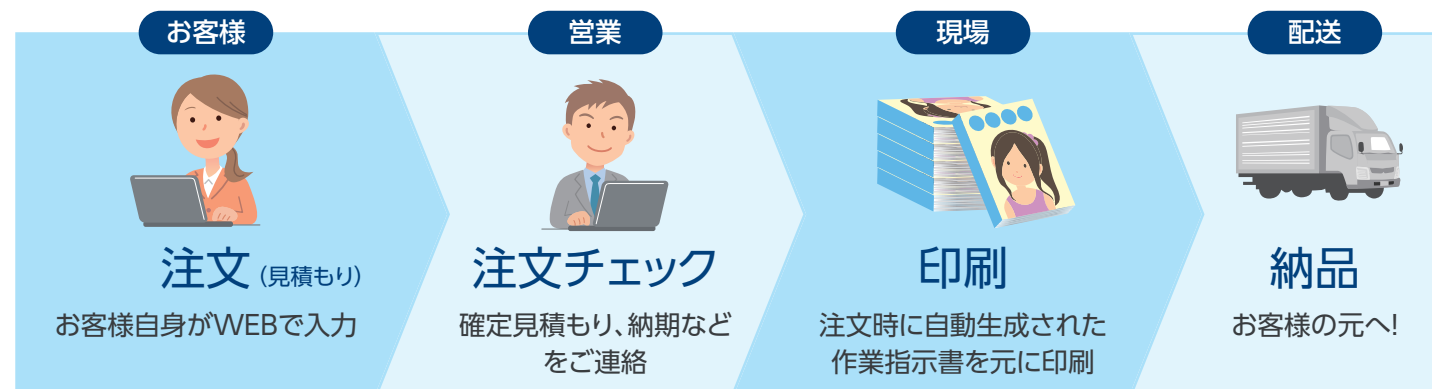 お客様
注文(見積もり)
お客様自身がWEBで入力
営業
注文チェック
確定見積もり、納期など
をご連絡
現場
印刷
注文時に自動生成された
作業指示書を元に印刷
配送
納品
お客様の元へ!